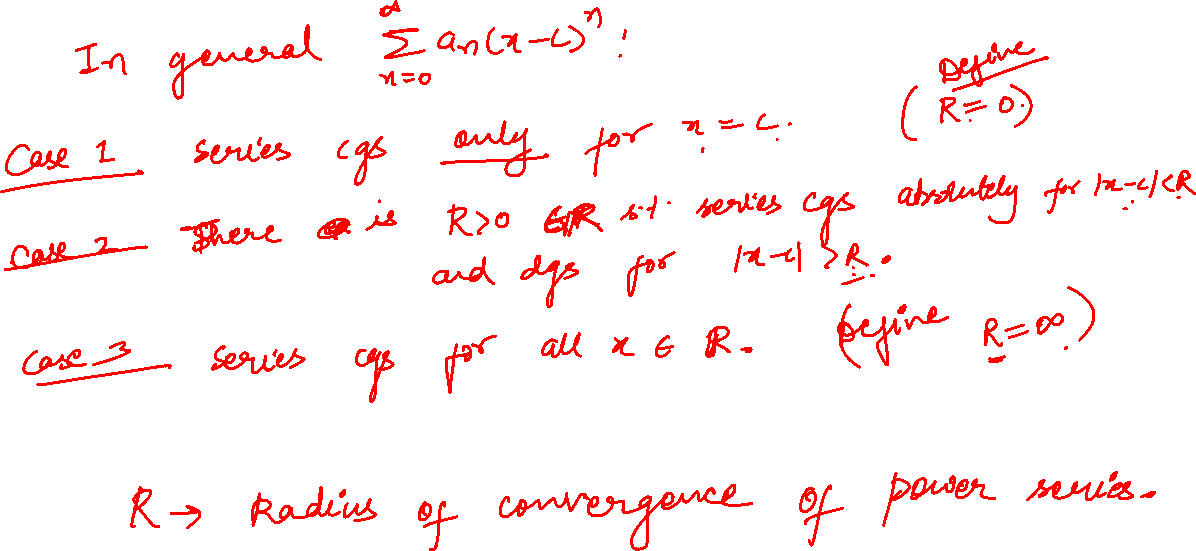 In general ∑_{n=0}^{∞} an(x-c)^n :
Define
(R = 0.)
Case 1 series cgs only for x = c.
Case 2 There is R>0 ∈ R s.t. series cgs absolutely for |x-c|<R
and dgs for |x-c| > R.
Case 3 series cgs for all x ∈ R. (Define R=∞)
R → Radius of convergence of power series.